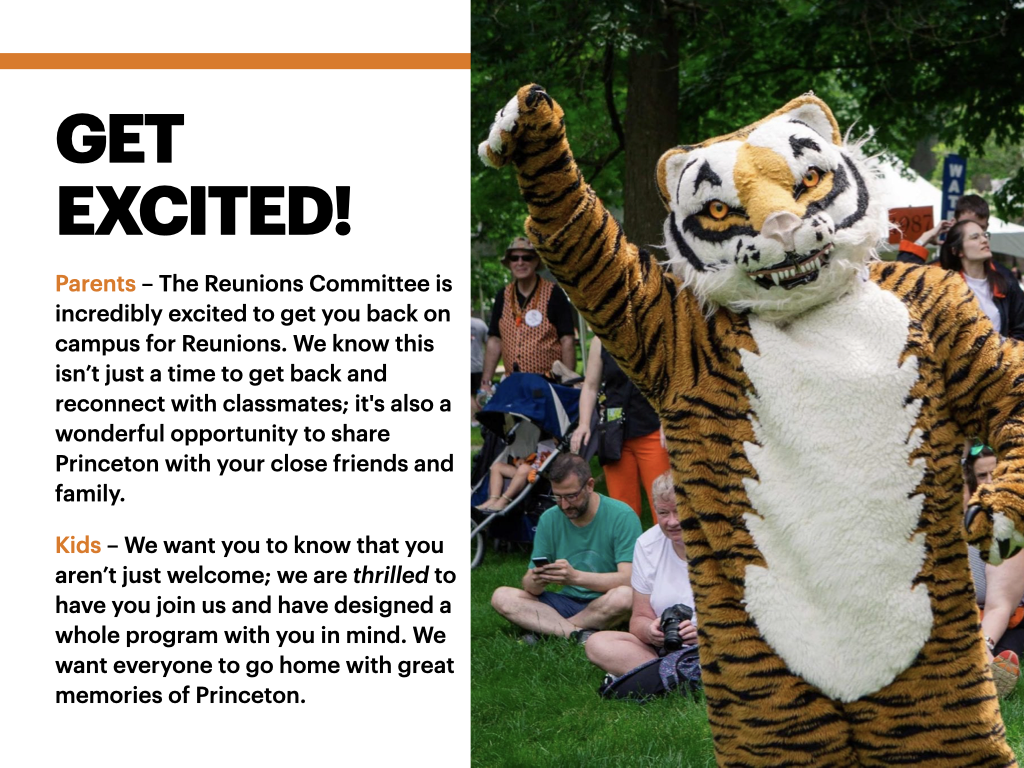 GET
EXCITED!
Parents – The Reunions Committee is
incredibly excited to get you back on
campus for Reunions. We know this
isn’t just a time to get back and
reconnect with classmates; it's also a
wonderful opportunity to share
Princeton with your close friends and
family.
Kids – We want you to know that you
aren’t just welcome; we are thrilled to
have you join us and have designed a
whole program with you in mind. We
want everyone to go home with great
memories of Princeton.
WAT
1987